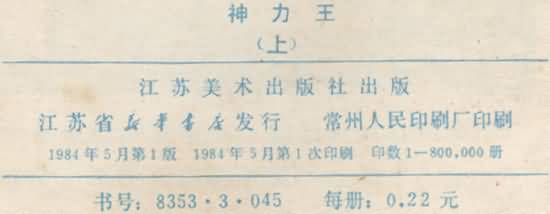 神力王
（上）
江苏美术出版社出版
江苏省新华书店发行 常州人民印刷厂印刷
1984年5月第1版 1984年5月第1次印刷 印数1—800,000册
书号：8353·3·045 每册：0.22元